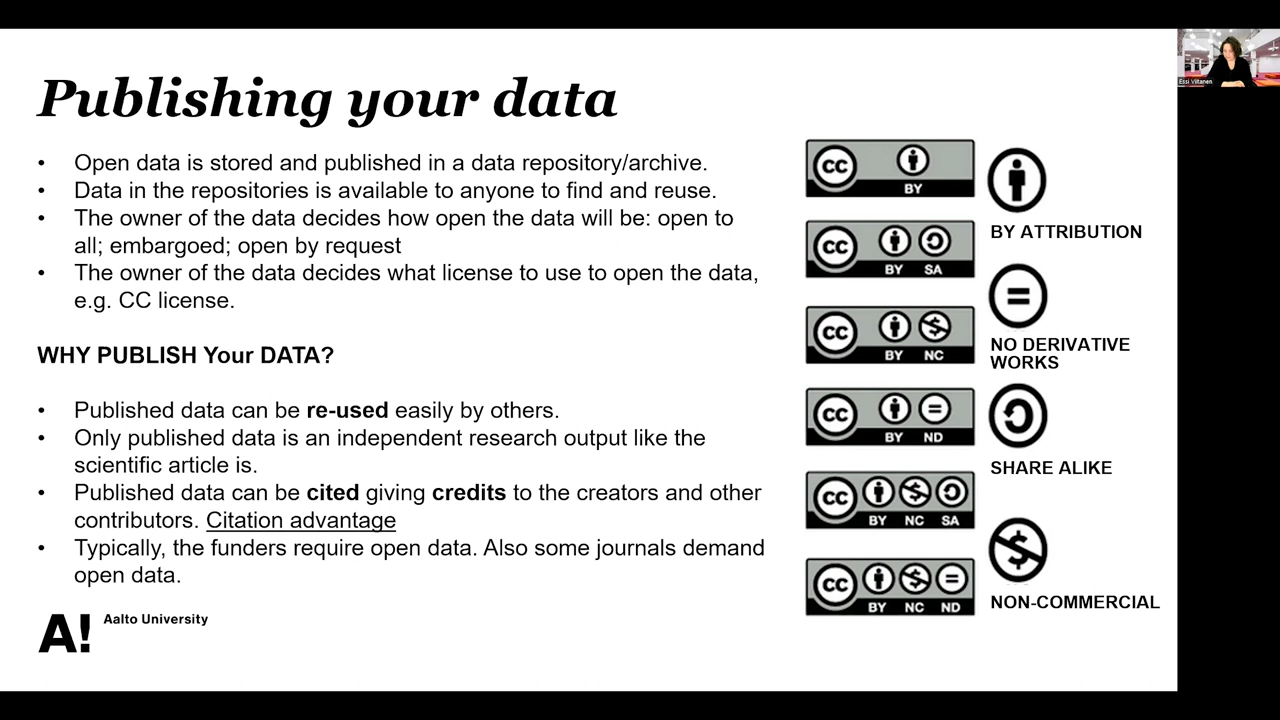 Publishing your data
• Open data is stored and published in a data repository/archive.
• Data in the repositories is available to anyone to find and reuse.
• The owner of the data decides how open the data will be: open to
all; embargoed; open by request
• The owner of the data decides what license to use to open the data,
e.g. CC license.
WHY PUBLISH Your DATA?
• Published data can be re-used easily by others.
• Only published data is an independent research output like the
scientific article is.
• Published data can be cited giving credits to the creators and other
contributors. Citation advantage
• Typically, the funders require open data. Also some journals demand
open data.
A! Aalto University
CC
BY
CC
BY SA
CC
BY NC
CC
BY ND
CC
BY NC SA
CC
BY NC ND
BY ATTRIBUTION
NO DERIVATIVE
WORKS
SHARE ALIKE
NON-COMMERCIAL
Essi Viitanen